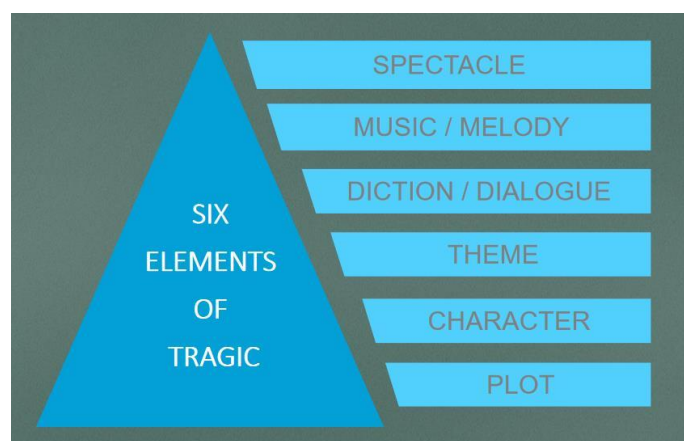 SPECTACLE
MUSIC / MELODY
DICTION / DIALOGUE
THEME
CHARACTER
PLOT
SIX
ELEMENTS
OF
TRAGIC